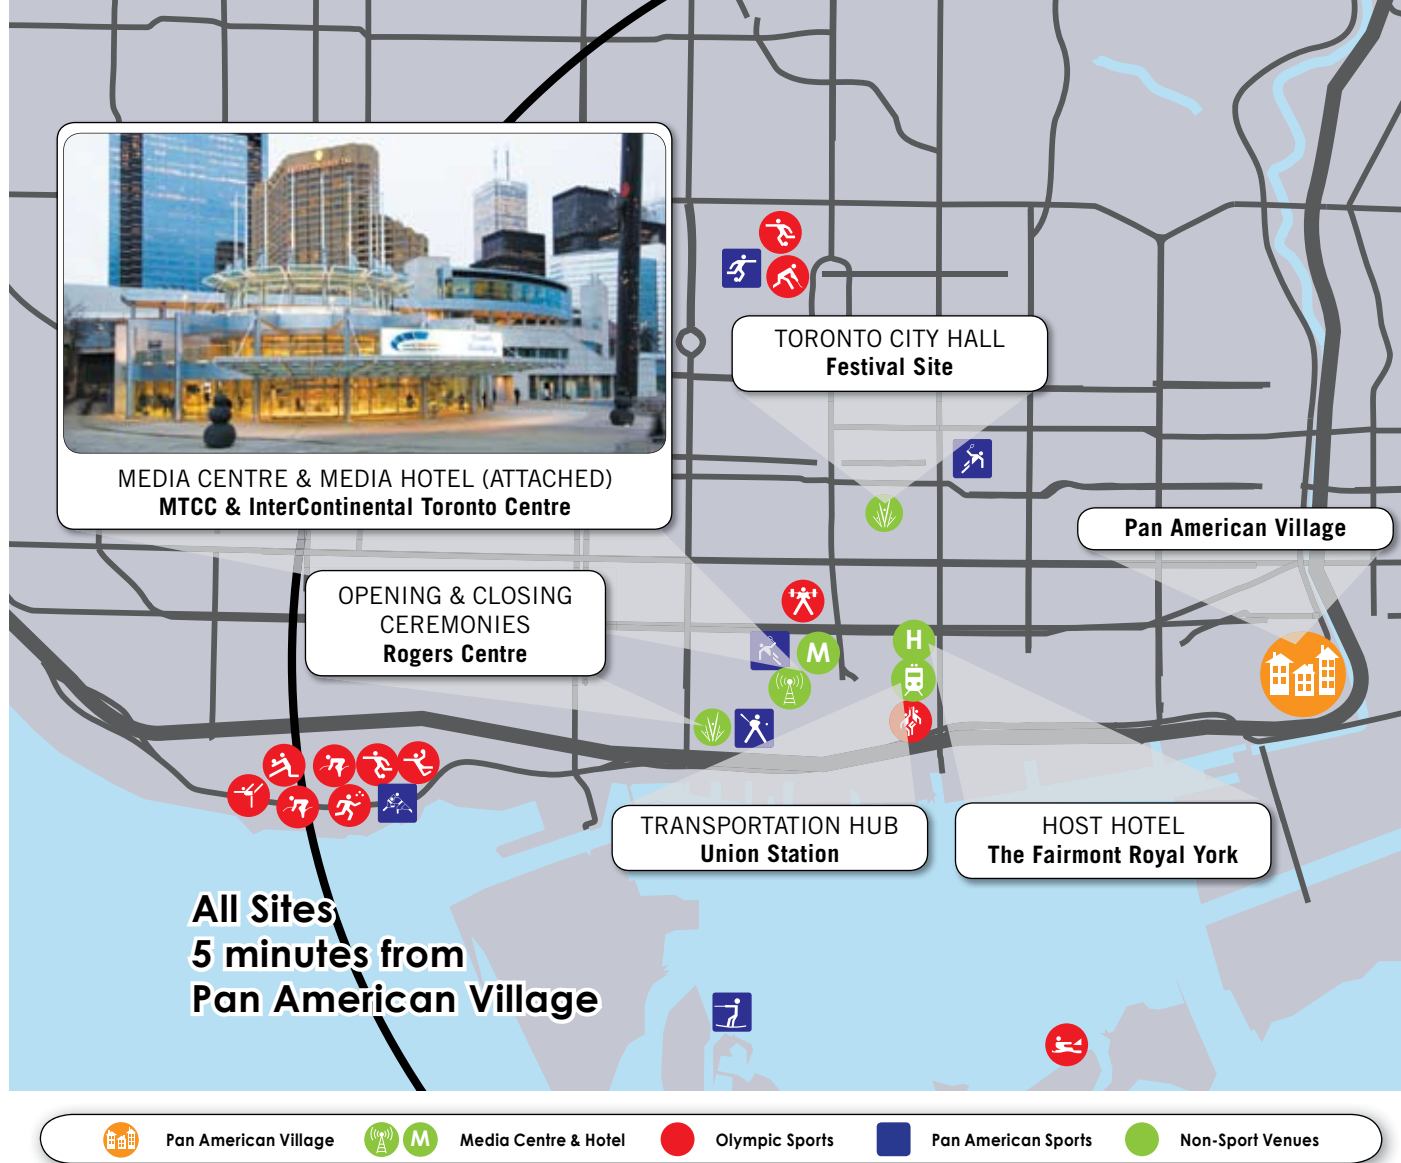 TORONTO CITY HALL
Festival Site
MEDIA CENTRE & MEDIA HOTEL (ATTACHED)
MTCC & InterContinental Toronto Centre
Pan American Village
OPENING & CLOSING
CEREMONIES
Rogers Centre
H
M
TRANSPORTATION HUB
Union Station
HOST HOTEL
The Fairmont Royal York
All Sites
5 minutes from
Pan American Village
Pan American Village
M
Media Centre & Hotel
Olympic Sports
Pan American Sports
Non-Sport Venues